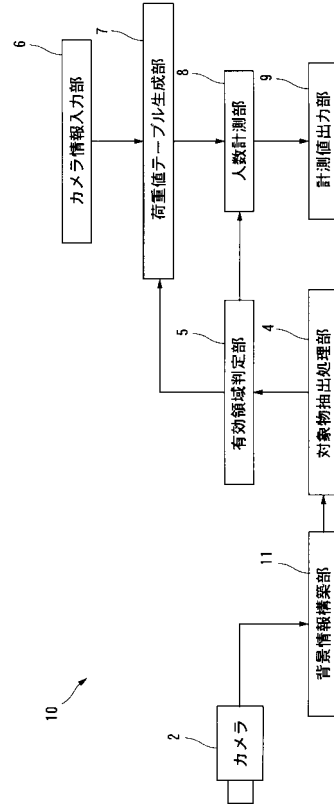 10
2
カメラ
11
背景情報構築部
4
対象物抽出処理部
5
有効領域判定部
6
カメラ情報入力部
7
荷重値テーブル生成部
8
人数計測部
9
計測値出力部